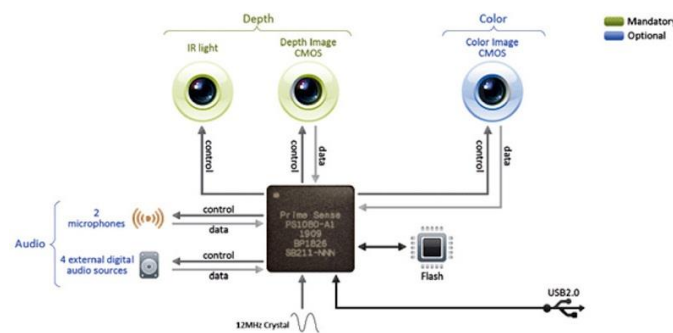 Depth
Color
Mandatory
Optional
IR light
Depth Image
CMOS
Color Image
CMOS
control
control
data
control
data
Audio
2
microphones
control
data
4 external digital
audio sources
control
data
Prime Sense
PS1080-A1
1909
BP1826
SB211-NNN
Flash
USB2.0
12MHz Crystal